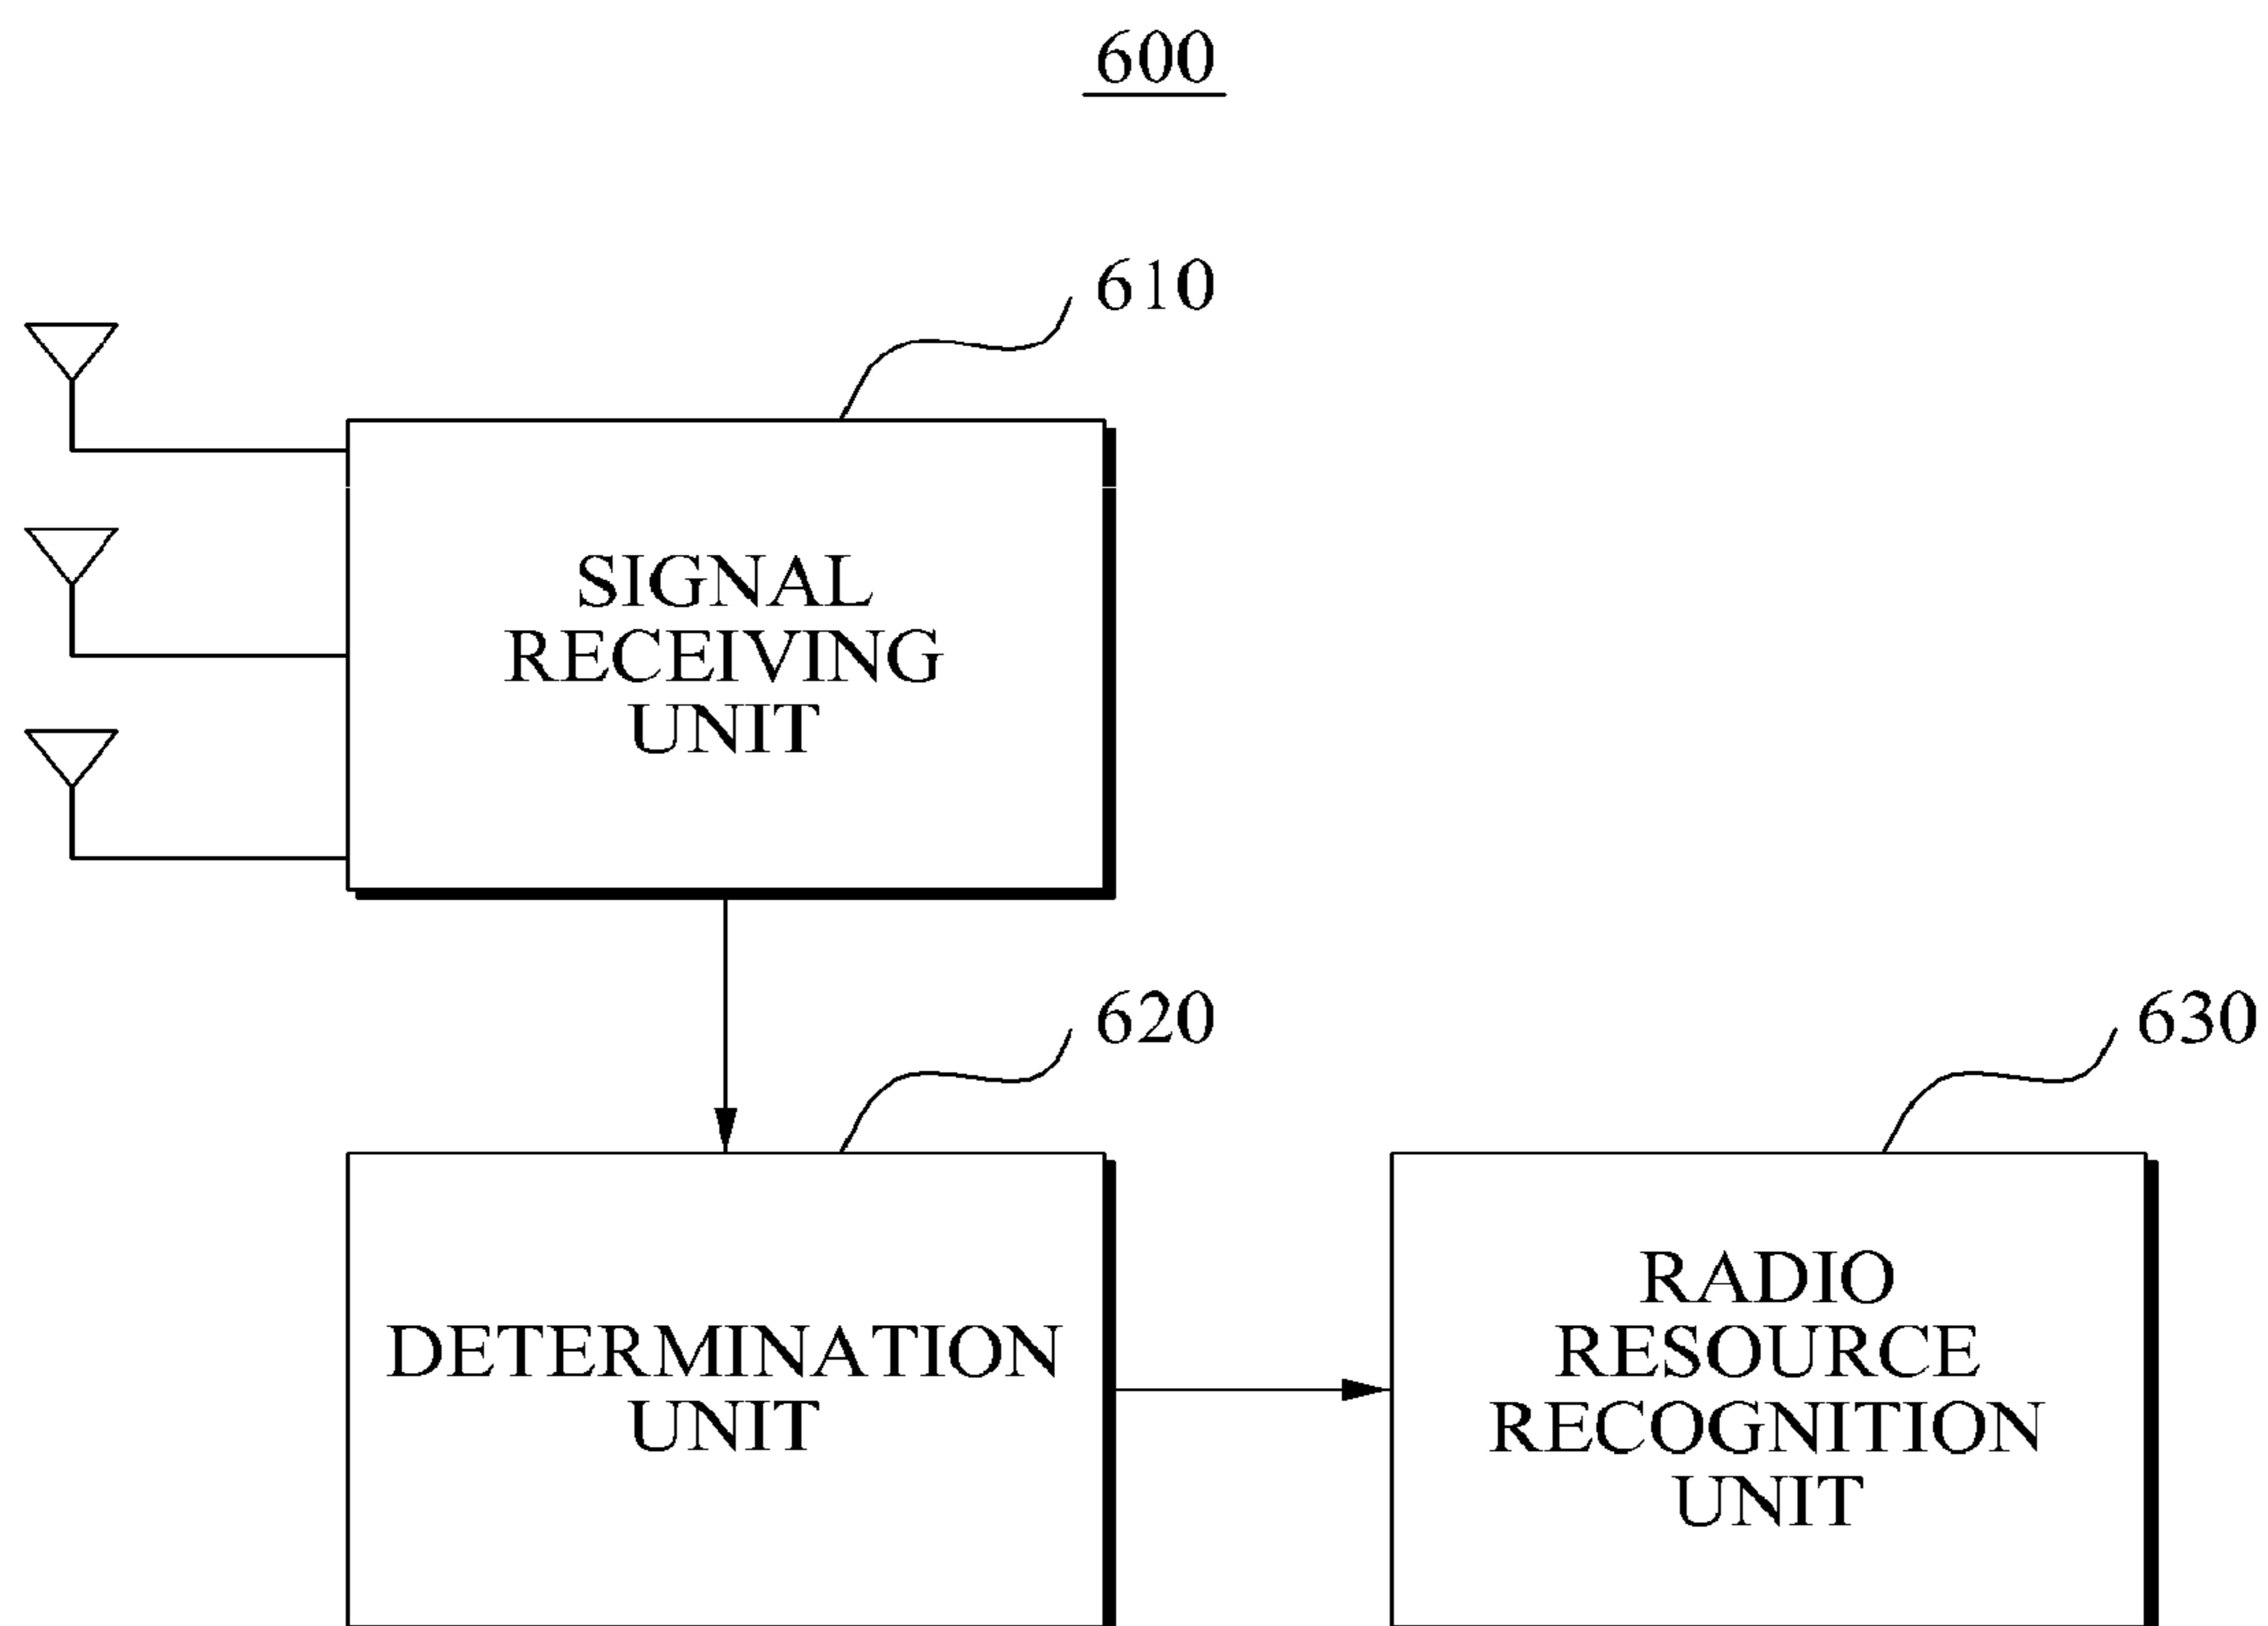 600
610
SIGNAL
RECEIVING
UNIT
620
630
DETERMINATION
UNIT
RADIO
RESOURCE
RECOGNITION
UNIT